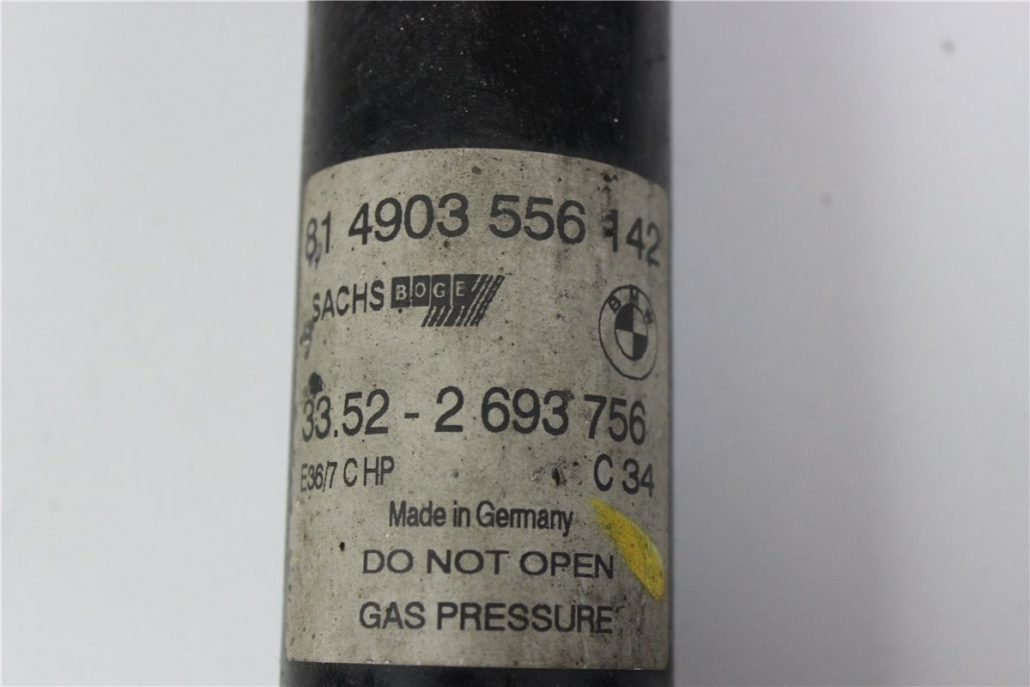 81 4903 556 142
SACHS BOGE
BMW
33.52 - 2 693 756
E36/7 C HP C 34
Made in Germany
DO NOT OPEN
GAS PRESSURE